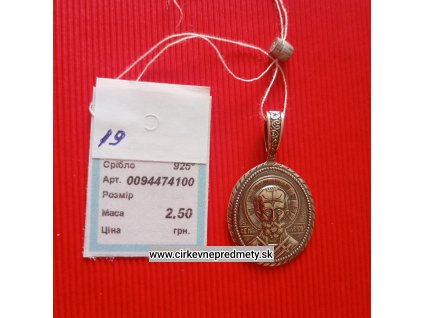 19
Срібло 925°
Арт. 0094474100
Розмір
Маса 2.50
Ціна грн.
www.cirkevnepredmety.sk